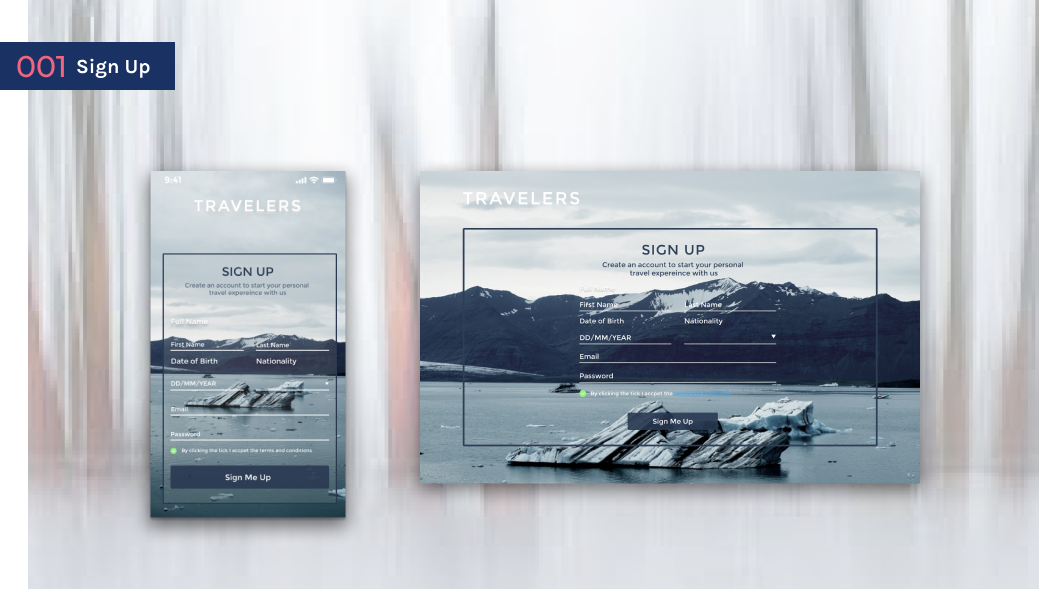 001 Sign Up
9:41
TRAVELERS
SIGN UP
Create an account to start your personal
travel expereince with us
Full Name
First Name Last Name
Date of Birth Nationality
DD/MM/YEAR
Email
Password
By clicking the tick I accpet the terms and conditions
Sign Me Up
TRAVELERS
SIGN UP
Create an account to start your personal
travel expereince with us
Full Name
First Name Last Name
Date of Birth Nationality
DD/MM/YEAR
Email
Password
By clicking the tick I accpet the
Sign Me Up